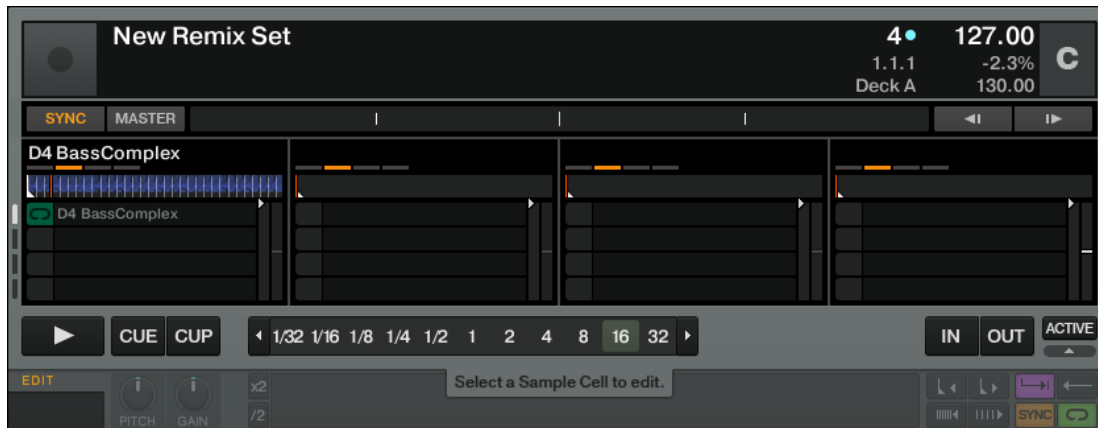 New Remix Set
4 127.00
1.1.1 -2.3%
C
Deck A 130.00
SYNC MASTER
D4 BassComplex
D4 BassComplex
CUE CUP 1/32 1/16 1/8 1/4 1/2 1 2 4 8 16 32 IN OUT ACTIVE
EDIT
Select a Sample Cell to edit.
x2
PITCH GAIN /2 SYNC